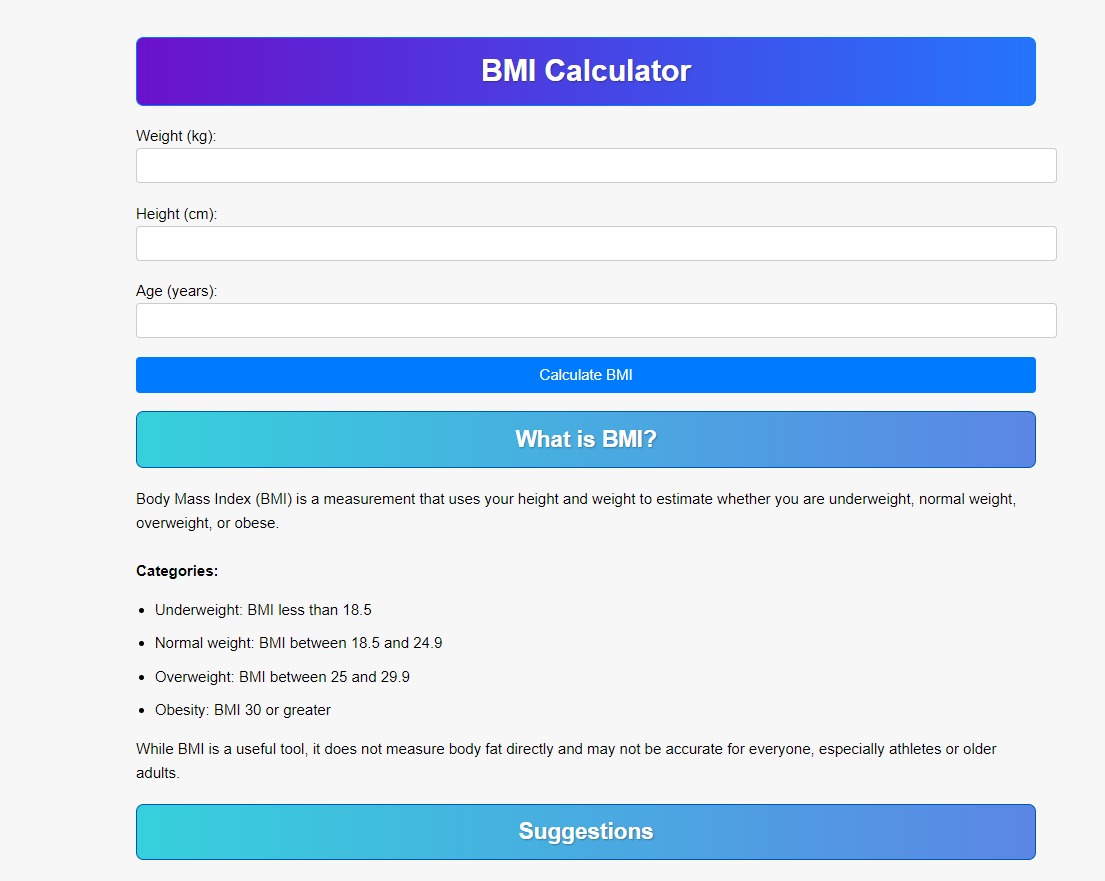 BMI Calculator
Weight (kg):
Height (cm):
Age (years):
Calculate BMI
What is BMI?
Body Mass Index (BMI) is a measurement that uses your height and weight to estimate whether you are underweight, normal weight,
overweight, or obese.
Categories:
• Underweight: BMI less than 18.5
• Normal weight: BMI between 18.5 and 24.9
• Overweight: BMI between 25 and 29.9
• Obesity: BMI 30 or greater
While BMI is a useful tool, it does not measure body fat directly and may not be accurate for everyone, especially athletes or older
adults.
Suggestions